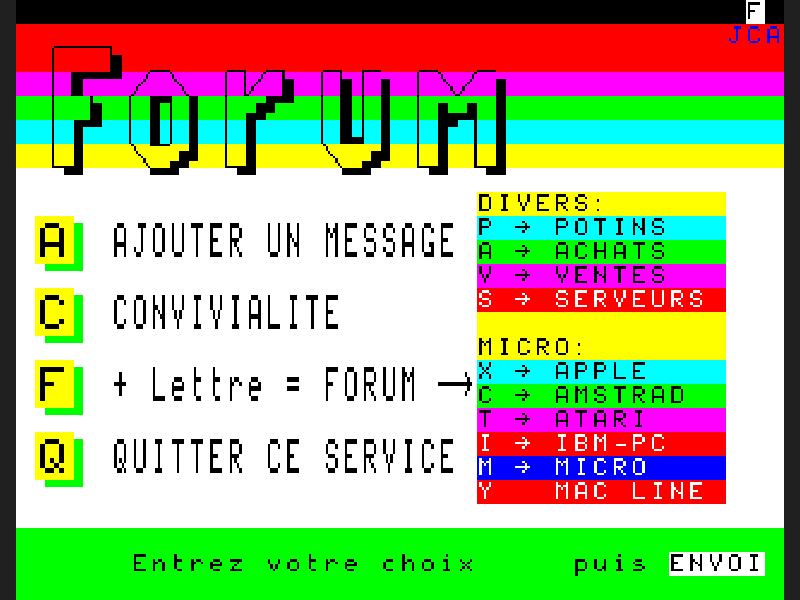 F
JCA
Forum
A AJOUTER UN MESSAGE
C CONVIVIALITE
F + Lettre = FORUM →
Q QUITTER CE SERVICE
DIVERS:
P → POTINS
A → ACHATS
V → VENTES
S → SERVEURS
MICRO:
X → APPLE
C → AMSTRAD
T → ATARI
I → IBM-PC
M → MICRO
Y MAC LINE
Entrez votre choix puis ENVOI